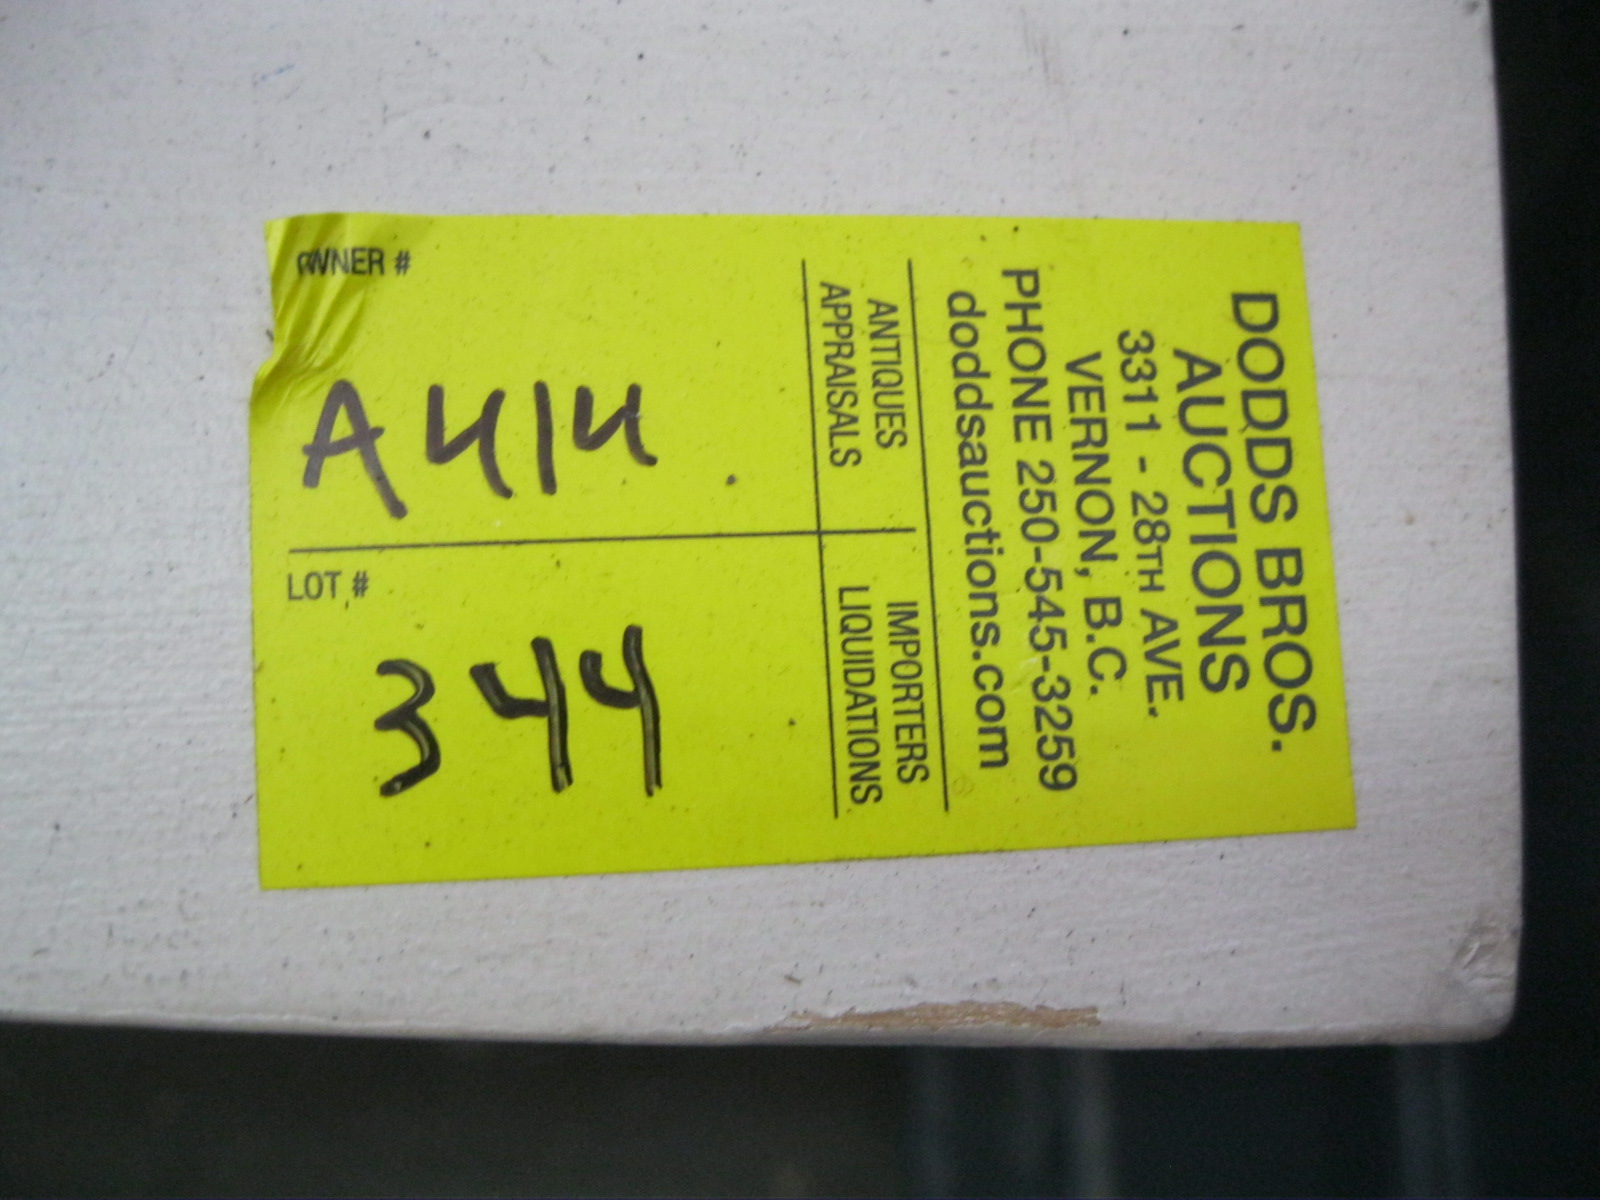 DODDS BROS.
AUCTIONS
3311 - 28TH AVE.
VERNON, B.C.
PHONE 250-545-3259
doddsauctions.com
ANTIQUES IMPORTERS
APPRAISALS LIQUIDATIONS
OWNER #
A414
LOT #
344